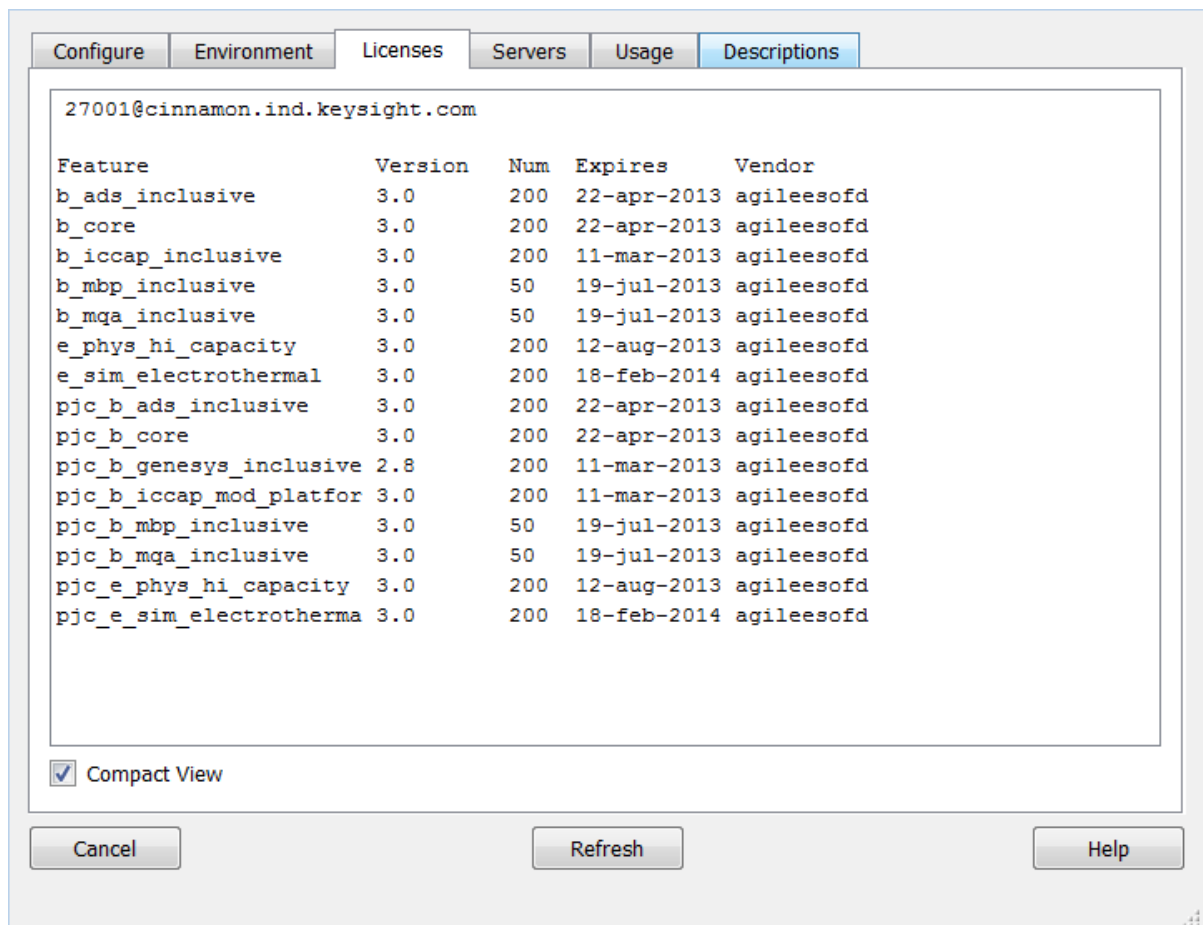 Configure Environment Licenses Servers Usage Descriptions
27001@cinnamon.ind.keysight.com
Feature Version Num Expires Vendor
b_ads_inclusive 3.0 200 22-apr-2013 agileesofd
b_core 3.0 200 22-apr-2013 agileesofd
b_iccap_inclusive 3.0 200 11-mar-2013 agileesofd
b_mbp_inclusive 3.0 50 19-jul-2013 agileesofd
b_mqa_inclusive 3.0 50 19-jul-2013 agileesofd
e_phys_hi_capacity 3.0 200 12-aug-2013 agileesofd
e_sim_electrothermal 3.0 200 18-feb-2014 agileesofd
pjc_b_ads_inclusive 3.0 200 22-apr-2013 agileesofd
pjc_b_core 3.0 200 22-apr-2013 agileesofd
pjc_b_genesys_inclusive 2.8 200 11-mar-2013 agileesofd
pjc_b_iccap_mod_platfor 3.0 200 11-mar-2013 agileesofd
pjc_b_mbp_inclusive 3.0 50 19-jul-2013 agileesofd
pjc_b_mqa_inclusive 3.0 50 19-jul-2013 agileesofd
pjc_e_phys_hi_capacity 3.0 200 12-aug-2013 agileesofd
pjc_e_sim_electrotherma 3.0 200 18-feb-2014 agileesofd
Compact View
Cancel Refresh Help